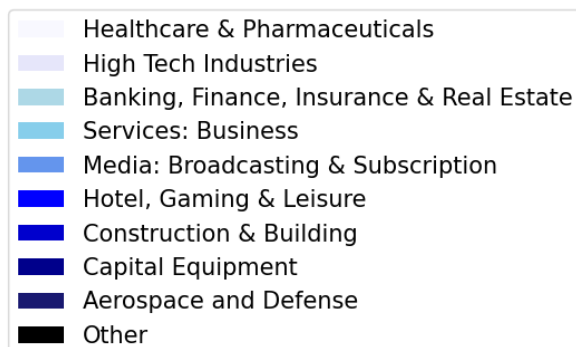 Healthcare & Pharmaceuticals
High Tech Industries
Banking, Finance, Insurance & Real Estate
Services: Business
Media: Broadcasting & Subscription
Hotel, Gaming & Leisure
Construction & Building
Capital Equipment
Aerospace and Defense
Other